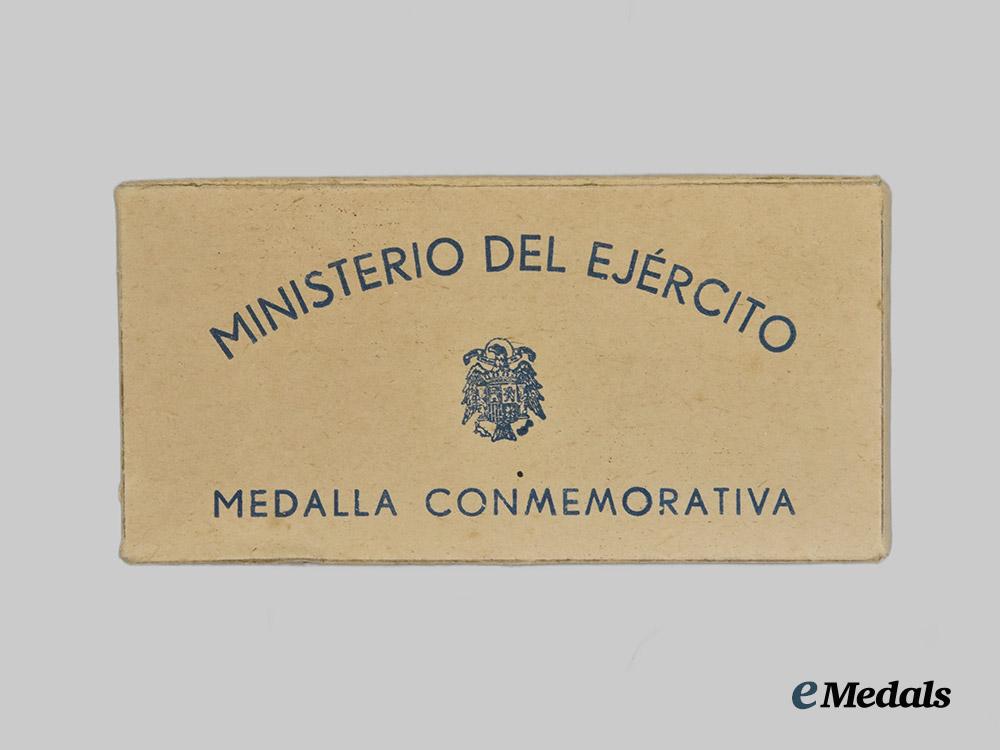 MINISTERIO DEL EJÉRCITO
MEDALLA CONMEMORATIVA
eMedals